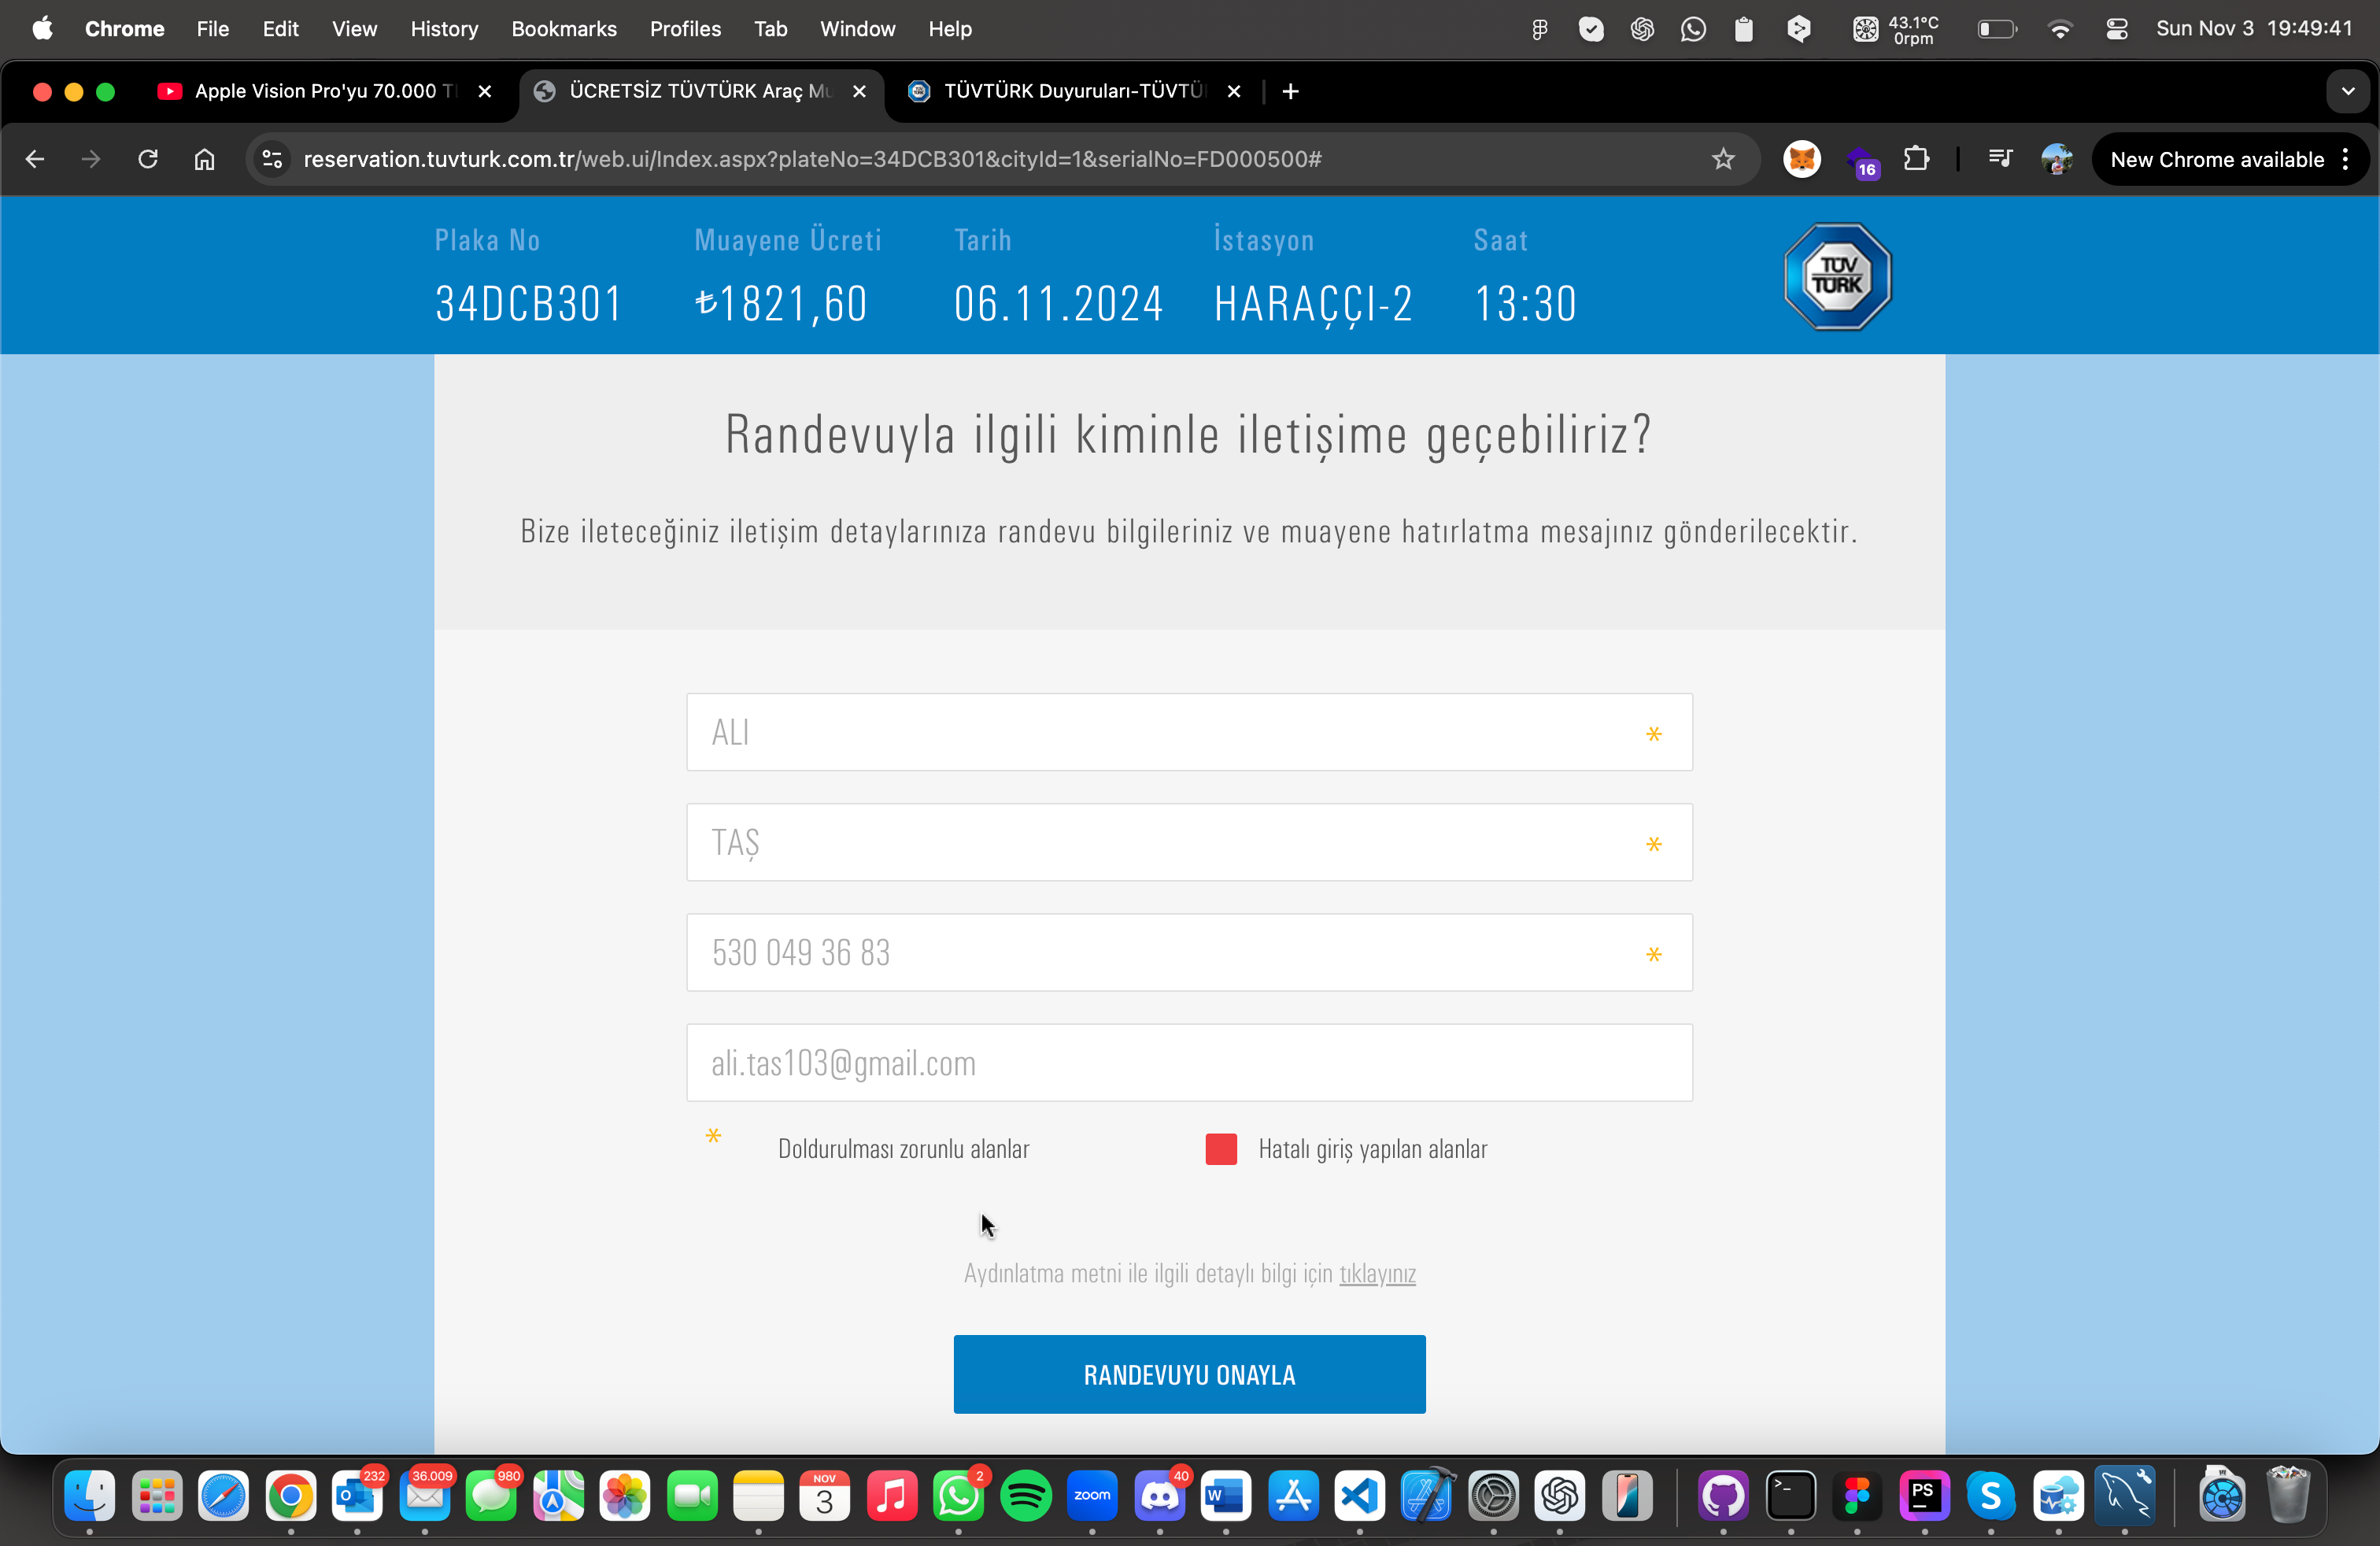 Chrome File Edit View History Bookmarks Profiles Tab Window Help 43.1°C 0rpm Sun Nov 3 19:49:41
Apple Vision Pro'yu 70.000 ÜCRETSİZ TÜVTÜRK Araç TÜVTÜRK Duyuruları-TÜVTÜ
reservation.tuvturk.com.tr/web.ui/Index.aspx?plateNo=34DCB301&cityId=1&serialNo=FD000500# 16 New Chrome available
Plaka No Muayene Ücreti Tarih İstasyon Saat
34DCB301 ₺1821,60 06.11.2024 HARAÇÇI-2 13:30
TÜV
TÜRK
Randevuyla ilgili kiminle iletişime geçebiliriz?
Bize ileteceğiniz iletişim detaylarınıza randevu bilgileriniz ve muayene hatırlatma mesajınız gönderilecektir.
ALI *
TAŞ *
530 049 36 83 *
ali.tas103@gmail.com
* Doldurulması zorunlu alanlar Hatalı giriş yapılan alanlar
Aydınlatma metni ile ilgili detaylı bilgi için tıklayınız
RANDEVUYU ONAYLA
232 36.009 980 NOV 3 2 zoom 40 W PS S